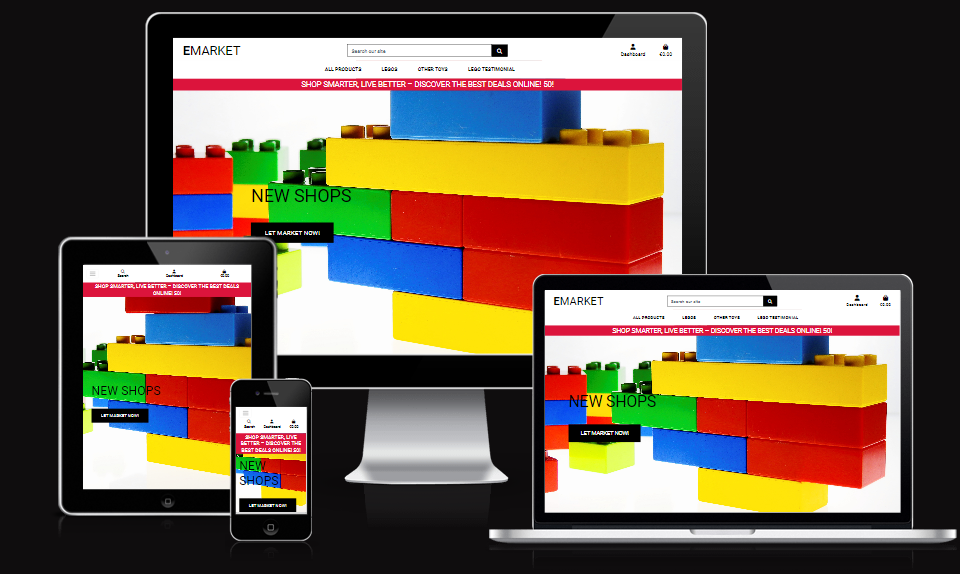 EMARKET
Search our site
Dashboard €0.00
ALL PRODUCTS LEGOS OTHER TOYS LEGO TESTIMONIAL
SHOP SMARTER, LIVE BETTER – DISCOVER THE BEST DEALS ONLINE! 50!
NEW SHOPS
LET MARKET NOW!
Search Dashboard €0.00
SHOP SMARTER, LIVE BETTER – DISCOVER THE BEST DEALS
ONLINE! 50!
NEW SHOPS
LET MARKET NOW!
Search Dashboard €0.00
SHOP SMARTER, LIVE
BETTER – DISCOVER THE
BEST DEALS ONLINE! 50!
NEW
SHOPS
LET MARKET NOW!
EMARKET
Search our site
Dashboard €0.00
ALL PRODUCTS LEGOS OTHER TOYS LEGO TESTIMONIAL
SHOP SMARTER, LIVE BETTER – DISCOVER THE BEST DEALS ONLINE! 50!
NEW SHOPS
LET MARKET NOW!